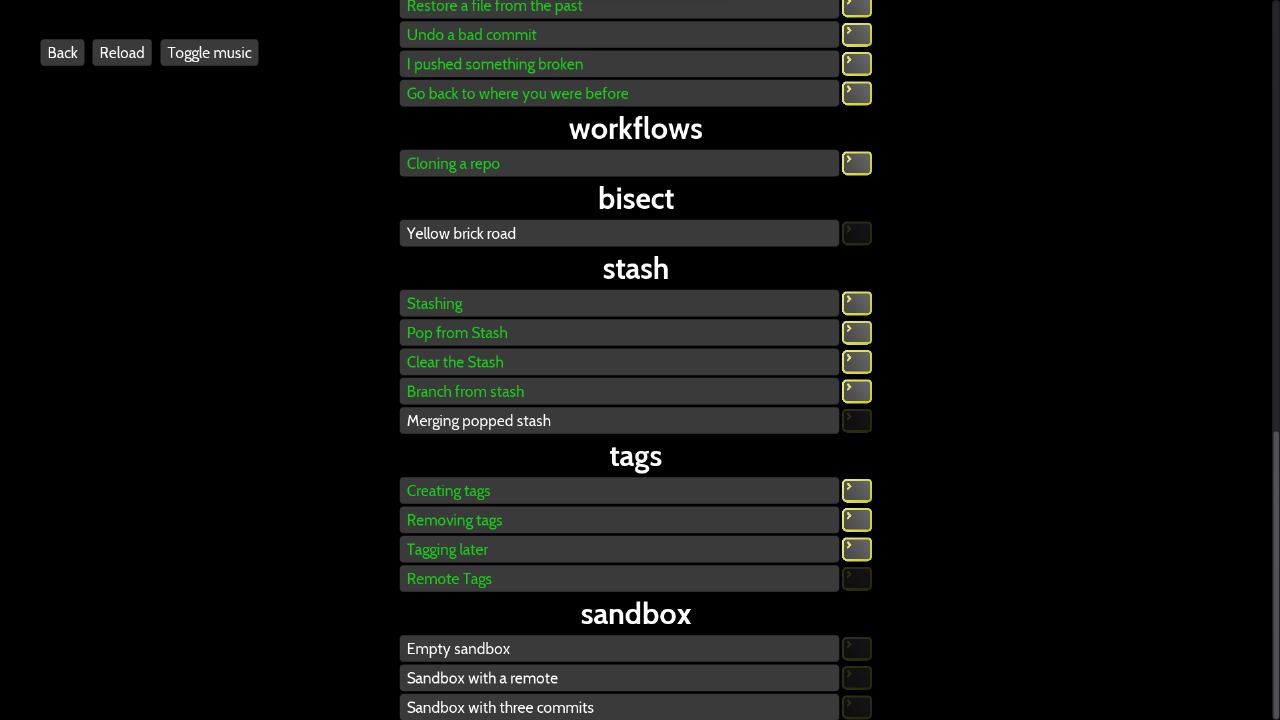 Restore a file from the past
Undo a bad commit
Back
Reload
Toggle music
I pushed something broken
Go back to where you were before
workflows
Cloning a repo
bisect
Yellow brick road
stash
Stashing
Pop from Stash
Clear the Stash
Branch from stash
Merging popped stash
tags
Creating tags
Removing tags
Tagging later
Remote Tags
sandbox
Empty sandbox
Sandbox with a remote
Sandbox with three commits